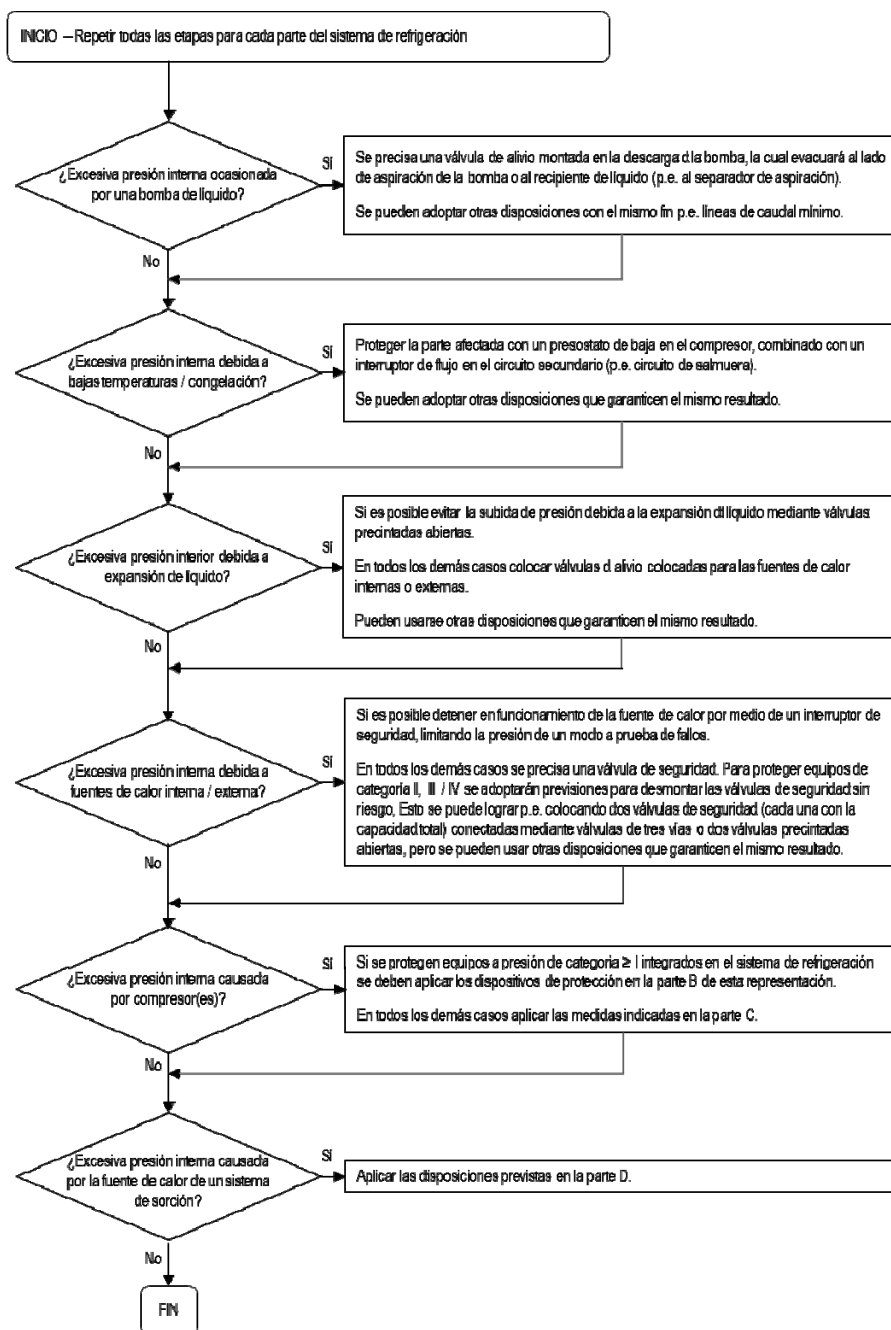 INICIO – Repetir todas las etapas para cada parte del sistema de refrigeración
¿Excesiva presión interna ocasionada
por una bomba de líquido?
Sí
Se precisa una válvula de alivio montada en la descarga d la bomba, la cual evacuará al lado
de aspiración de la bomba o al recipiente de líquido (p.e. al separador de aspiración).
Se pueden adoptar otras disposiciones con el mismo fin p.e. líneas de caudal mínimo.
No
¿Excesiva presión interna debida a
bajas temperaturas / congelación?
Sí
Proteger la parte afectada con un presostato de baja en el compresor, combinado con un
interruptor de flujo en el circuito secundario (p.e. circuito de salmuera).
Se pueden adoptar otras disposiciones que garanticen el mismo resultado.
No
¿Excesiva presión interior debida a
expansión de líquido?
Sí
Si es posible evitar la subida de presión debida a la expansión dl líquido mediante válvulas
precintadas abiertas.
En todos los demás casos colocar válvulas d alivio colocadas para las fuentes de calor
internas o externas.
Pueden usarse otras disposiciones que garanticen el mismo resultado.
No
¿Excesiva presión interna debida a
fuentes de calor interna / externa?
Sí
Si es posible detener en funcionamiento de la fuente de calor por medio de un interruptor de
seguridad, limitando la presión de un modo a prueba de fallos.
En todos los demás casos se precisa una válvula de seguridad. Para proteger equipos de
categoría II, III / IV se adoptarán previsiones para desmontar las válvulas de seguridad sin
riesgo, Esto se puede lograr p.e. colocando dos válvulas de seguridad (cada una con la
capacidad total) conectadas mediante válvulas de tres vías o dos válvulas precintadas
abiertas, pero se pueden usar otras disposiciones que garanticen el mismo resultado.
No
¿Excesiva presión interna causada
por compresor(es)?
Sí
Si se protegen equipos a presión de categoria ≥ I integrados en el sistema de refrigeración
se deben aplicar los dispositivos de protección en la parte B de esta representación.
En todos los demás casos aplicar las medidas indicadas en la parte C.
No
¿Excesiva presión interna causada
por la fuente de calor de un sistema
de sorción?
Sí
Aplicar las disposiciones previstas en la parte D.
No
FIN